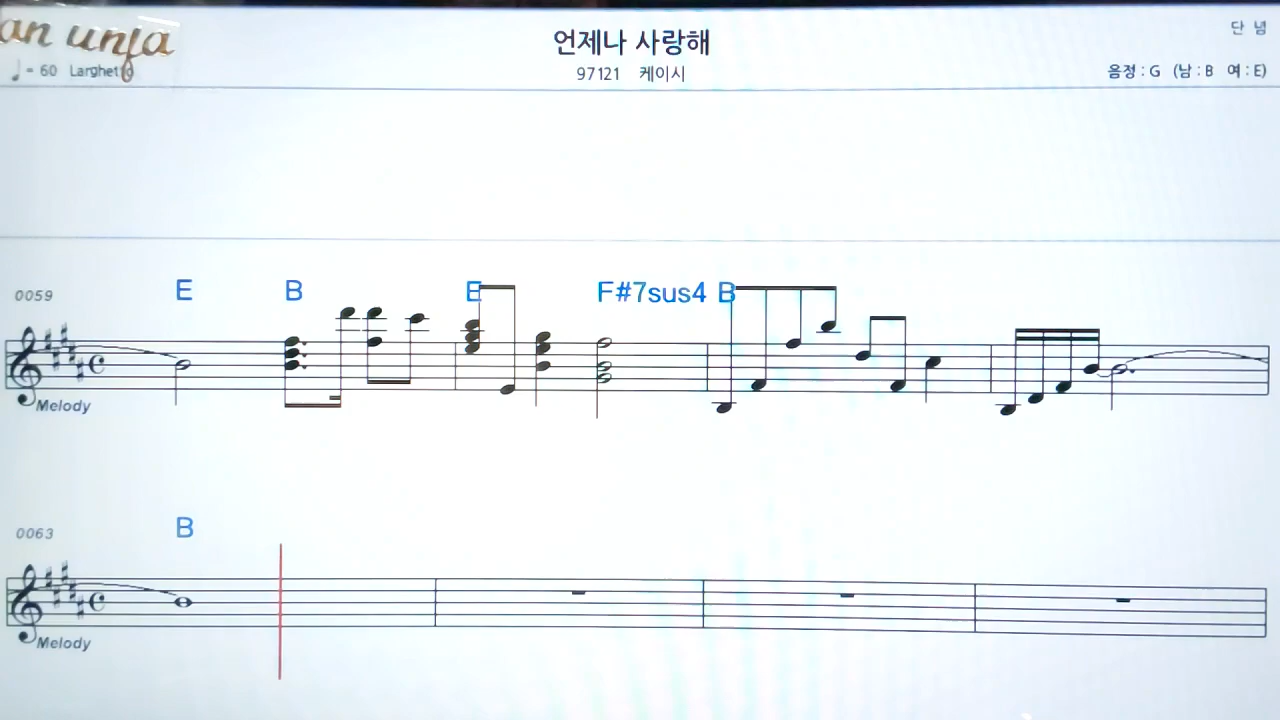 an unja
언제나 사랑해
단 녕
♩= 60 Larghetto
97121 케이시
음정 : G (남 : B 여 : E)
0059
E B E F#7sus4 B
Melody
0063
B
Melody